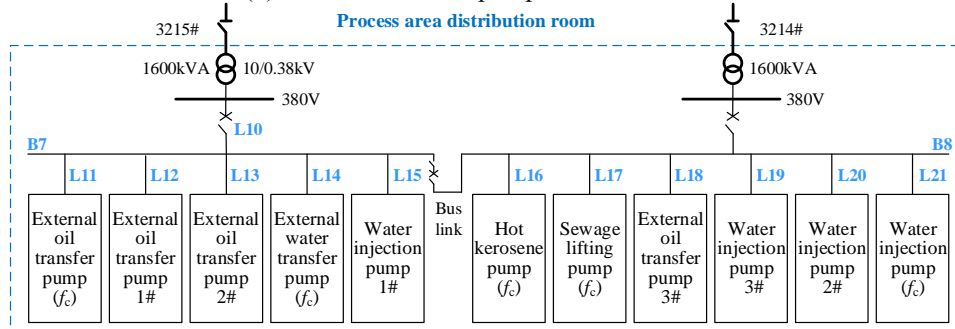 Process area distribution room
3215#
3214#
1600kVA
10/0.38kV
1600kVA
380V
380V
L10
B7
B8
L11
L12
L13
L14
L15
L16
L17
L18
L19
L20
L21
Bus
link
External
oil
transfer
pump
(fc)
External
oil
transfer
pump
1#
External
oil
transfer
pump
2#
External
water
transfer
pump
(fc)
Water
injection
pump
1#
Hot
kerosene
pump
(fc)
Sewage
lifting
pump
(fc)
External
oil
transfer
pump
3#
Water
injection
pump
3#
Water
injection
pump
2#
Water
injection
pump
(fc)